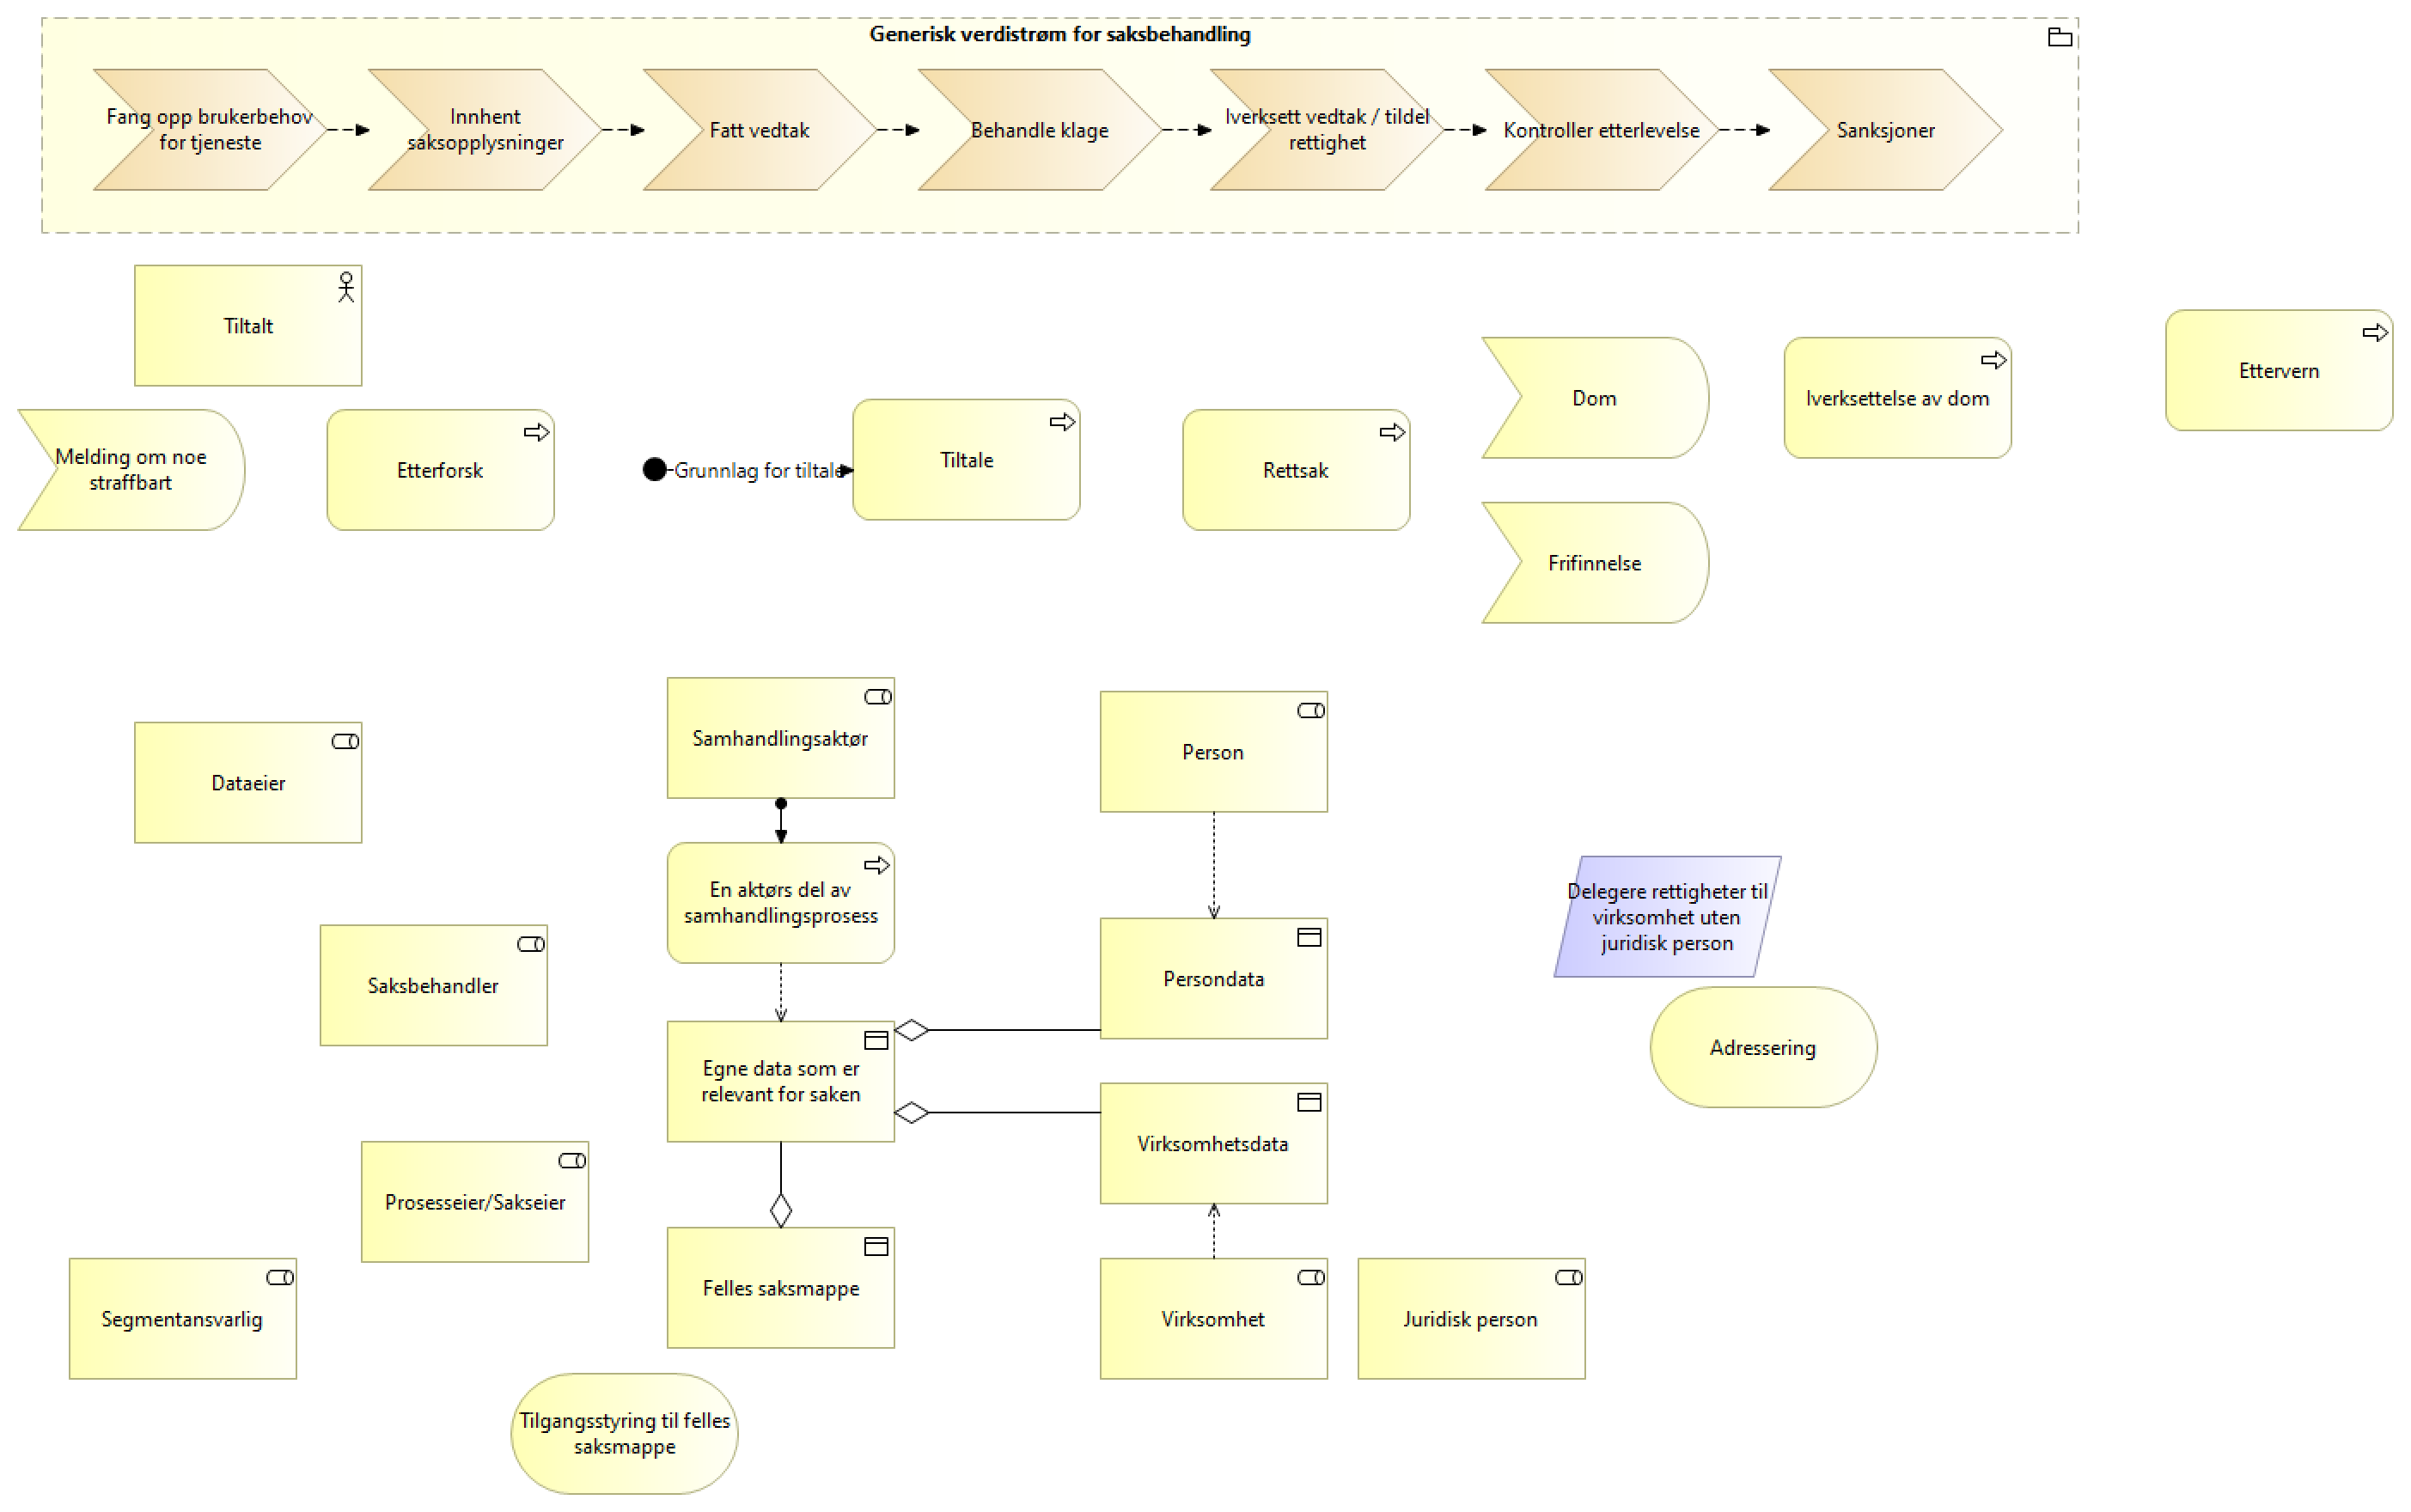 Generisk verdistrøm for saksbehandling
Fang opp brukerbehov
for tjeneste
Innhent
saksopplysninger
Fatt vedtak
Behandle klage
Iverksett vedtak / tildel
rettighet
Kontroller etterlevelse
Sanksjoner
Tiltalt
Melding om noe
straffbart
Etterforsk
Grunnlag for tiltale
Tiltale
Rettsak
Dom
Frifinnelse
Iverksettelse av dom
Ettervern
Samhandlingsaktør
Person
Dataeier
En aktørs del av
samhandlingsprosess
Delegere rettigheter til
virksomhet uten
juridisk person
Saksbehandler
Persondata
Adressering
Egne data som er
relevant for saken
Virksomhetsdata
Prosesseier/Sakseier
Felles saksmappe
Segmentansvarlig
Virksomhet
Juridisk person
Tilgangsstyring til felles
saksmappe